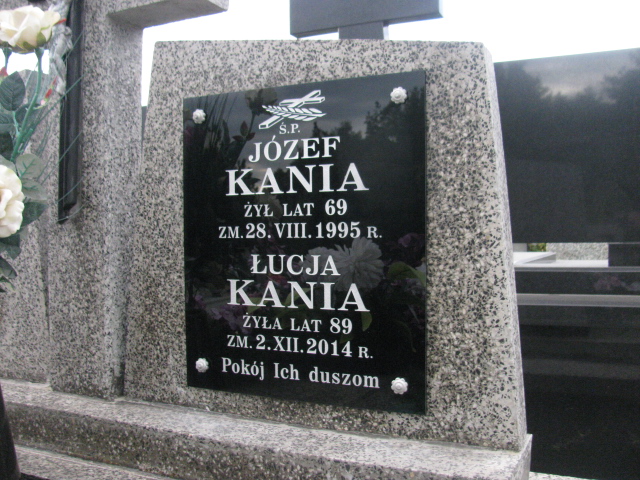 Ś.P.
JÓZEF
KANIA
ŻYŁ LAT 69
ZM. 28. VIII. 1995 R.
ŁUCJA
KANIA
ŻYŁA LAT 89
ZM. 2. XII. 2014 R.
Pokój Ich duszom